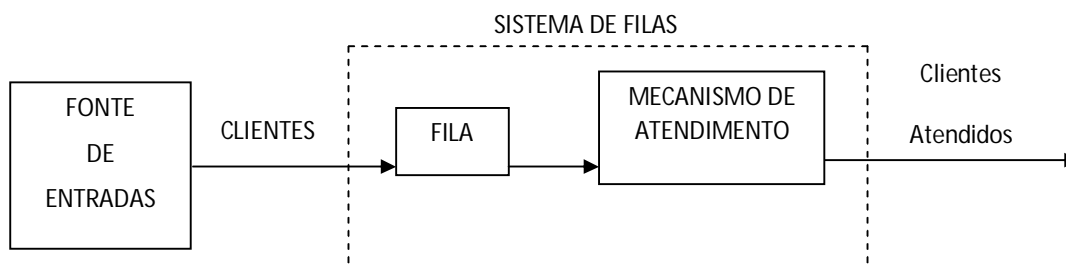 SISTEMA DE FILAS
FONTE
DE
ENTRADAS
CLIENTES
FILA
MECANISMO DE
ATENDIMENTO
Clientes
Atendidos